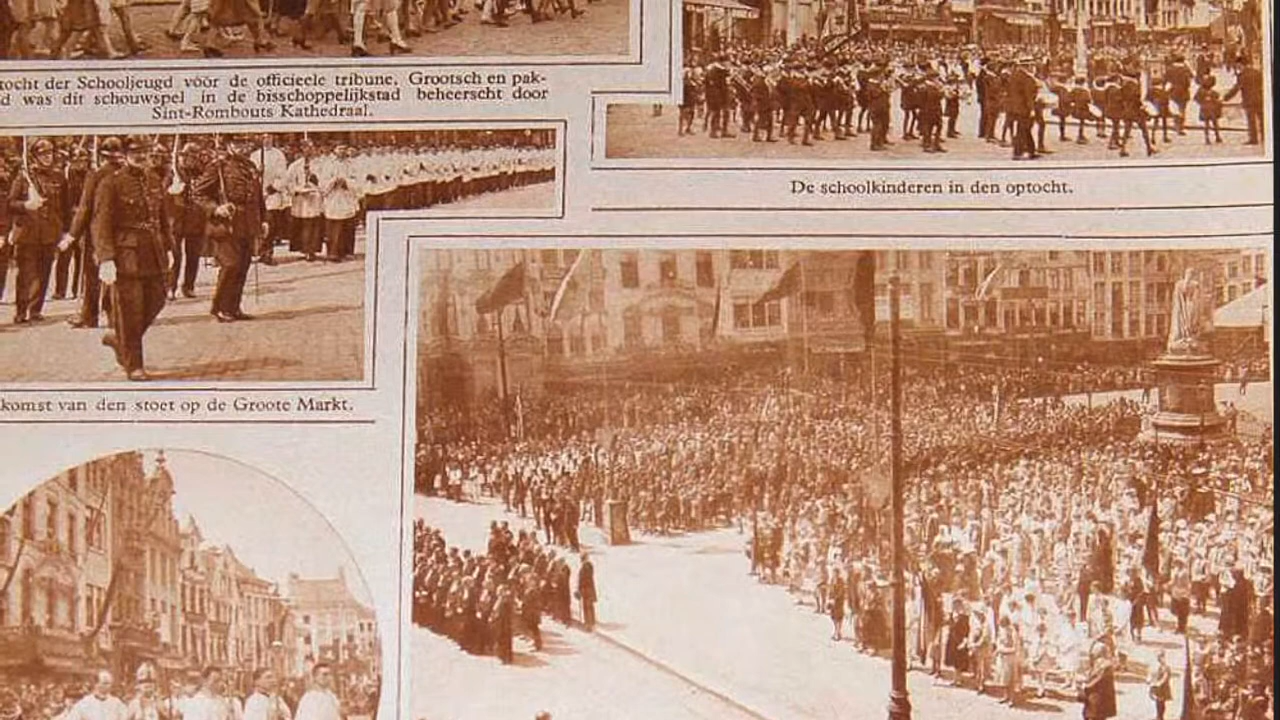 tocht der Schooljeugd vóór de officieele tribune. Grootsch en pak-
d was dit schouwspel in de bisschoppelijkstad beheerscht door
Sint-Rombouts Kathedraal.
De schoolkinderen in den optocht.
komst van den stoet op de Groote Markt.